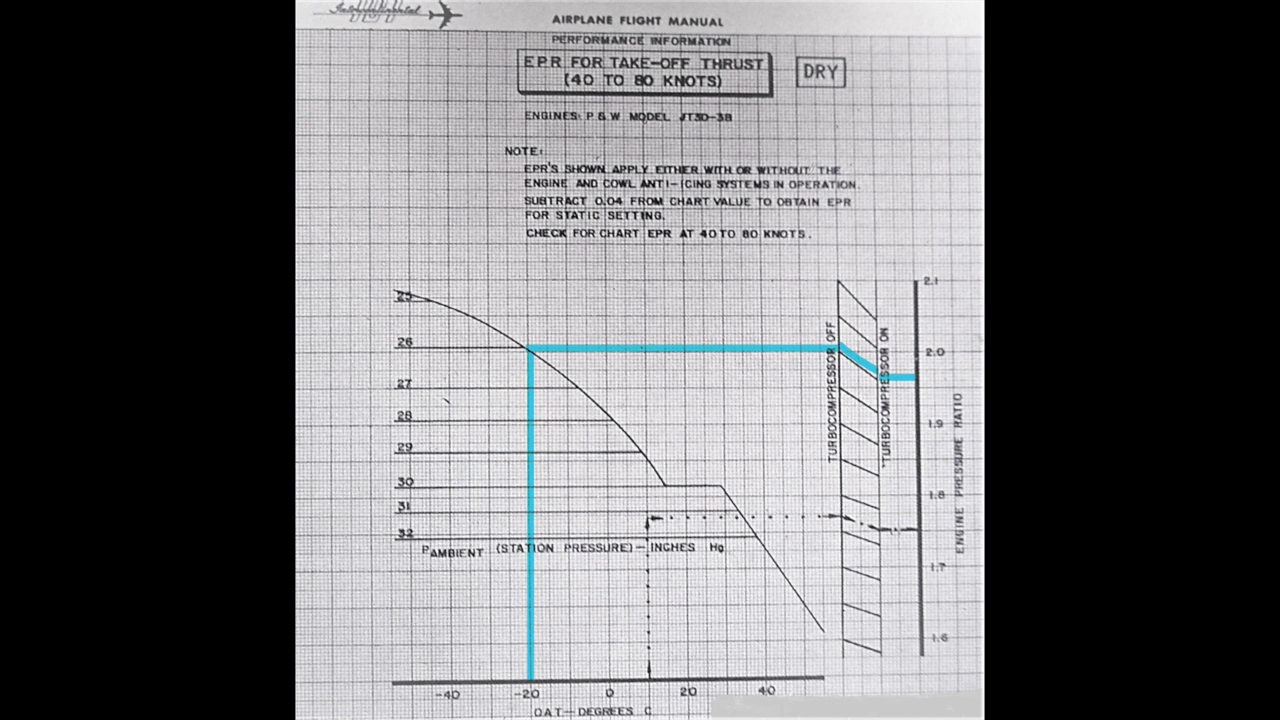 AIRPLANE FLIGHT MANUAL
PERFORMANCE INFORMATION
EPR FOR TAKE-OFF THRUST
(40 TO 80 KNOTS)
DRY
ENGINES: P & W MODEL JT3D-3B
NOTE:
EPR'S SHOWN APPLY EITHER WITH OR WITHOUT THE
ENGINE AND COWL ANTI-ICING SYSTEMS IN OPERATION.
SUBTRACT 0.04 FROM CHART VALUE TO OBTAIN EPR
FOR STATIC SETTING.
CHECK FOR CHART EPR AT 40 TO 80 KNOTS.
25
26
27
28
29
30
31
32
PAMBIENT (STATION PRESSURE)-INCHES Hg
TURBOCOMPRESSOR OFF
TURBOCOMPRESSOR ON
2.1
2.0
1.9
1.8
1.7
1.6
ENGINE PRESSURE RATIO
-40 -20 0 20 40
OAT-DEGREES C